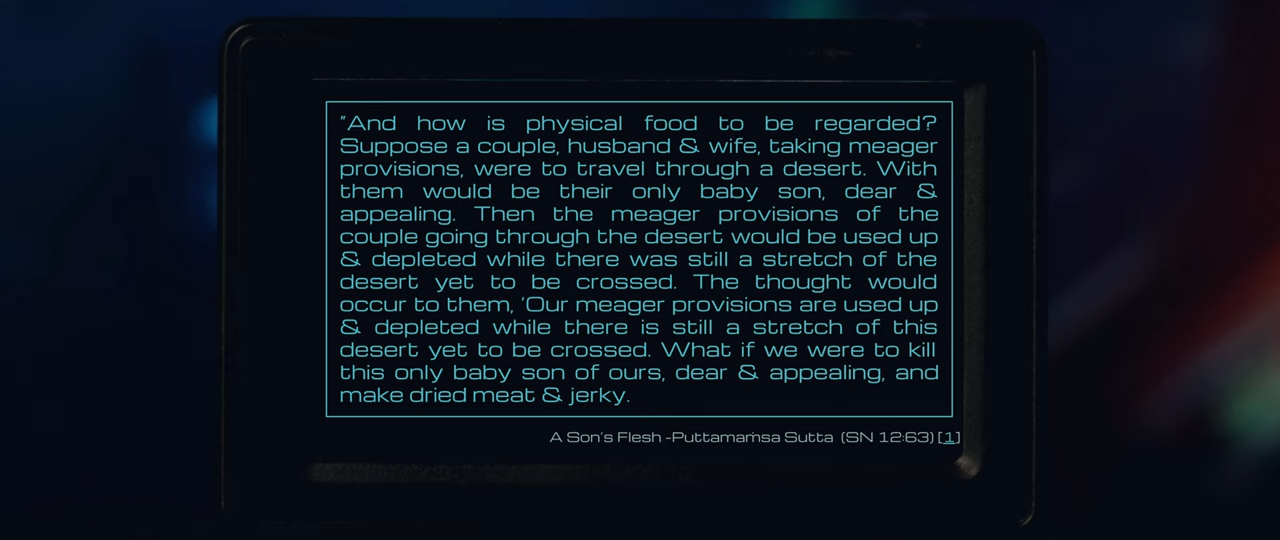 "And how is physical food to be regarded?
Suppose a couple, husband & wife, taking meager
provisions, were to travel through a desert. With
them would be their only baby son, dear &
appealing. Then the meager provisions of the
couple going through the desert would be used up
& depleted while there was still a stretch of the
desert yet to be crossed. The thought would
occur to them, 'Our meager provisions are used up
& depleted while there is still a stretch of this
desert yet to be crossed. What if we were to kill
this only baby son of ours, dear & appealing, and
make dried meat & jerky.
A Son's Flesh -Puttamaṁsa Sutta (SN 12:63) [1]